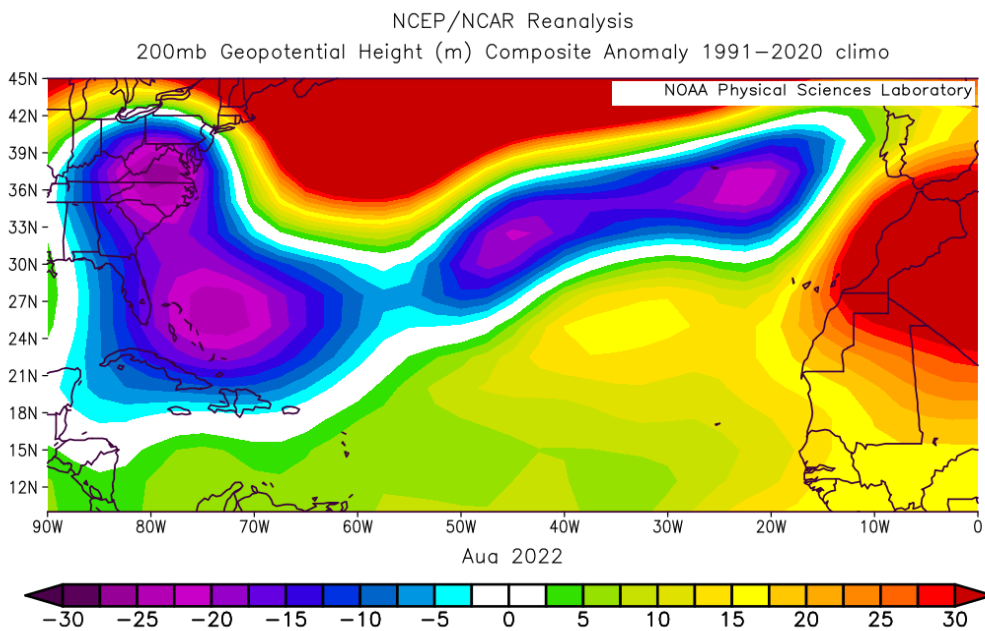 NCEP/NCAR Reanalysis
200mb Geopotential Height (m) Composite Anomaly 1991-2020 climo
NOAA Physical Sciences Laboratory
45N
42N
39N
36N
33N
30N
27N
24N
21N
18N
15N
12N
90W 80W 70W 60W 50W 40W 30W 20W 10W 0
Aug 2022
-30 -25 -20 -15 -10 -5 0 5 10 15 20 25 30